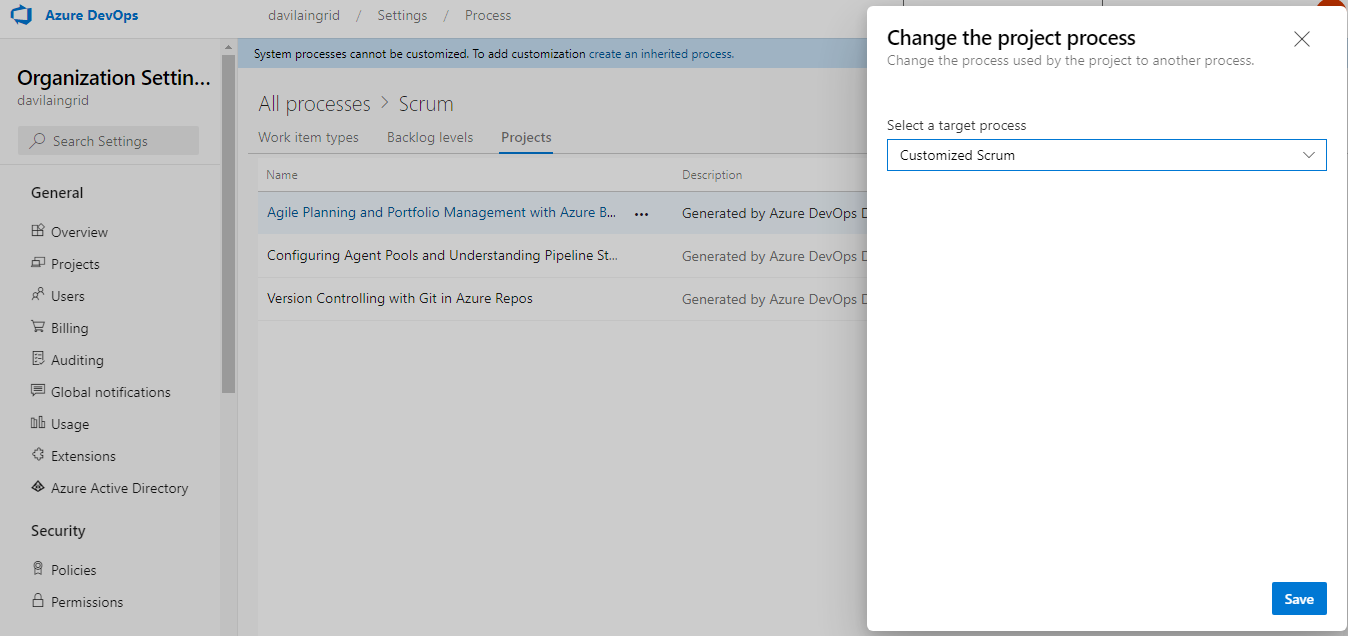 Azure DevOps
davilaingrid / Settings / Process
Organization Settin...
davilaingrid
Search Settings
General
Overview
Projects
Users
Billing
Auditing
Global notifications
Usage
Extensions
Azure Active Directory
Security
Policies
Permissions
System processes cannot be customized. To add customization create an inherited process.
All processes > Scrum
Work item types Backlog levels Projects
Name Description
Agile Planning and Portfolio Management with Azure B... ... Generated by Azure DevOps D
Configuring Agent Pools and Understanding Pipeline St... Generated by Azure DevOps D
Version Controlling with Git in Azure Repos Generated by Azure DevOps D
Change the project process
Change the process used by the project to another process.
Select a target process
Customized Scrum
Save